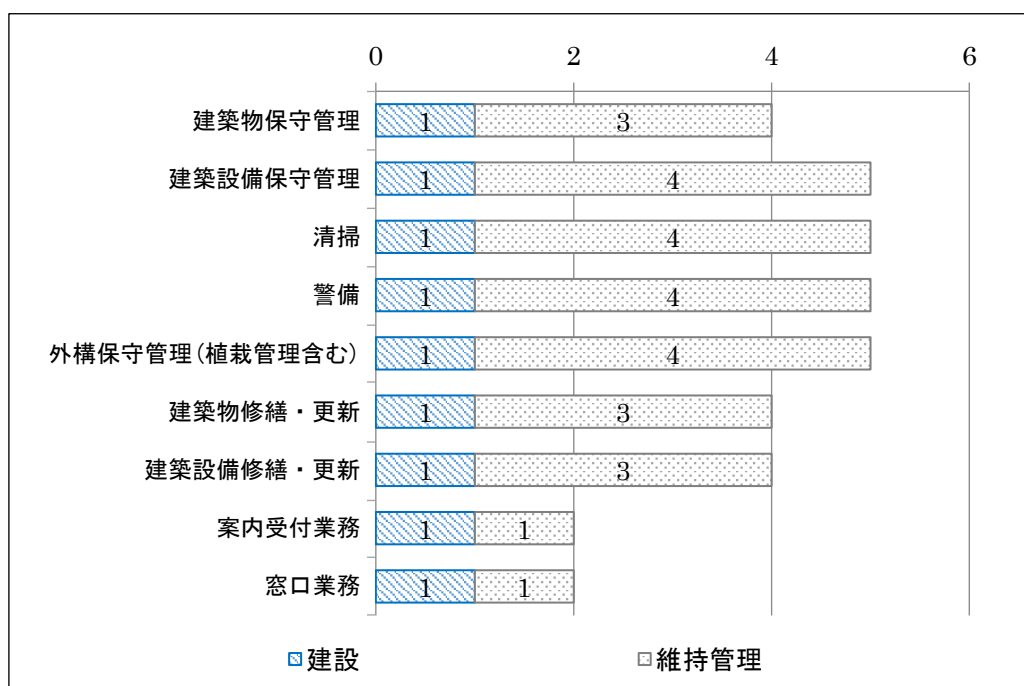 0 2 4 6
建築物保守管理 1 3
建築設備保守管理 1 4
清掃 1 4
警備 1 4
外構保守管理(植栽管理含む) 1 4
建築物修繕・更新 1 3
建築設備修繕・更新 1 3
案内受付業務 1 1
窓口業務 1 1
建設 維持管理